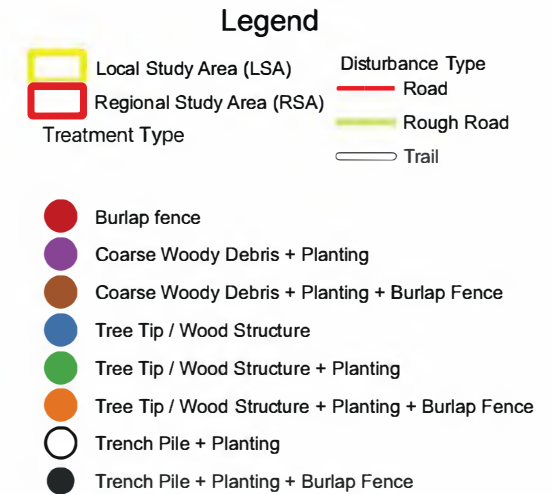 Legend
Local Study Area (LSA)
Regional Study Area (RSA)
Disturbance Type
Road
Rough Road
Trail
Treatment Type
Burlap fence
Coarse Woody Debris + Planting
Coarse Woody Debris + Planting + Burlap Fence
Tree Tip / Wood Structure
Tree Tip / Wood Structure + Planting
Tree Tip / Wood Structure + Planting + Burlap Fence
Trench Pile + Planting
Trench Pile + Planting + Burlap Fence